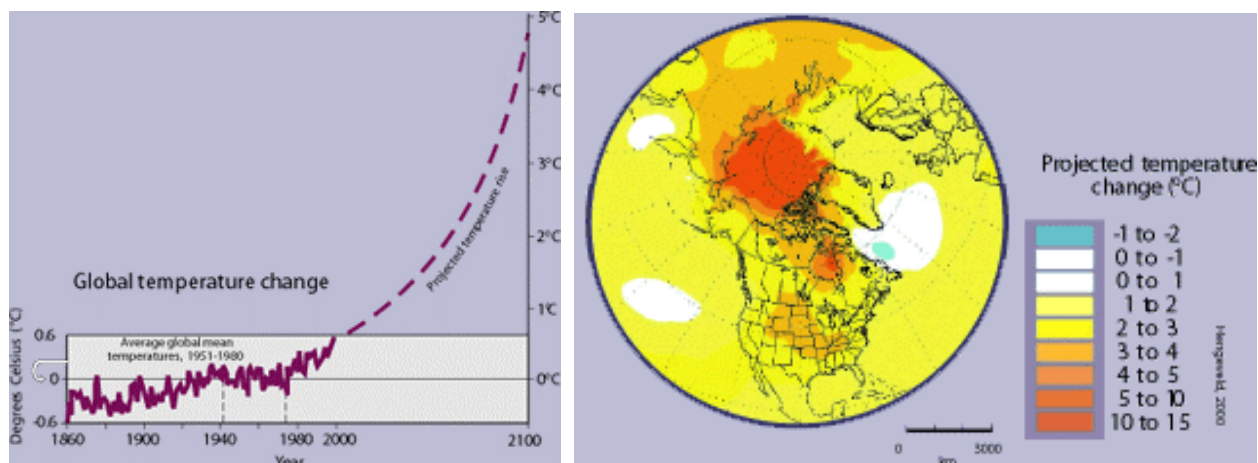 5°C
4°C
3°C
2°C
1°C
0°C
Projected temperature rise
Global temperature change
Degrees Celsius (°C)
0.6
0
-0.6
Average global mean
temperatures, 1951-1980
1860 1900 1940 1980 2000 2100
Year
Projected temperature
change (°C)
-1 to -2
0 to -1
0 to 1
1 to 2
2 to 3
3 to 4
4 to 5
5 to 10
10 to 15
Hengeveld, 2000
0 3000
km